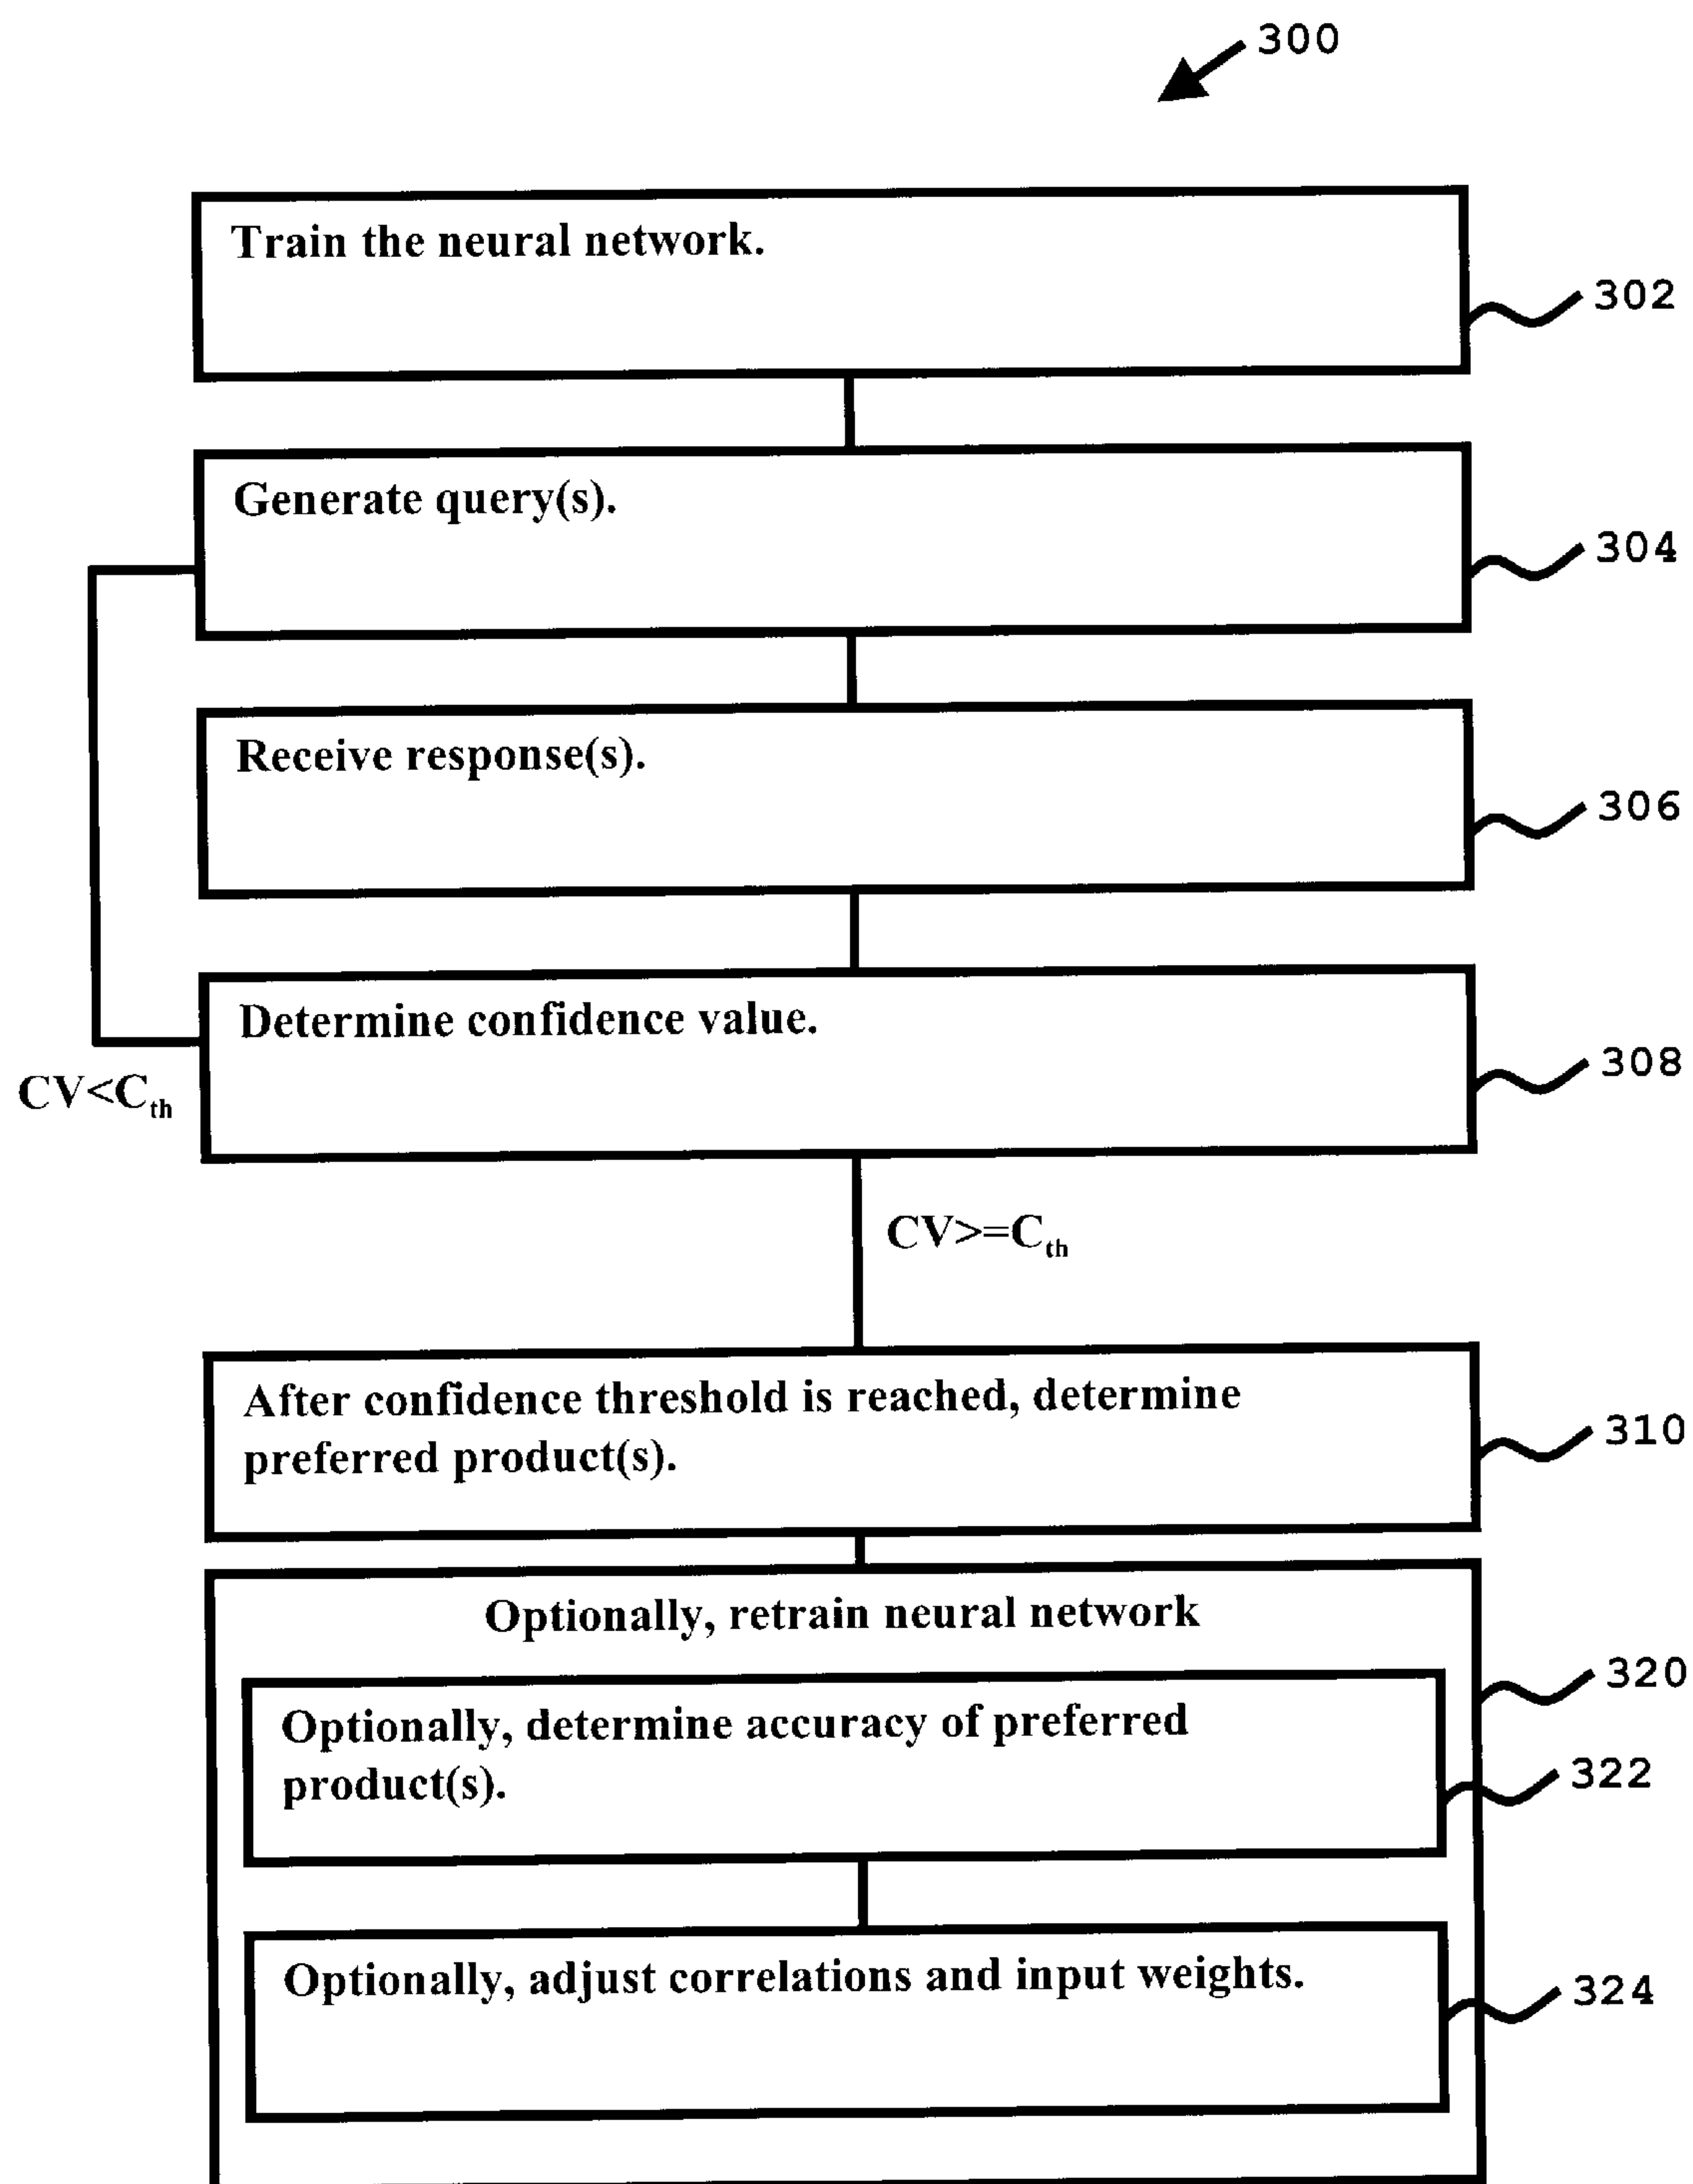 300
Train the neural network.
302
Generate query(s).
304
Receive response(s).
306
Determine confidence value.
308
CV<Cth
CV>=Cth
After confidence threshold is reached, determine
preferred product(s).
310
Optionally, retrain neural network
320
Optionally, determine accuracy of preferred
product(s).
322
Optionally, adjust correlations and input weights.
324